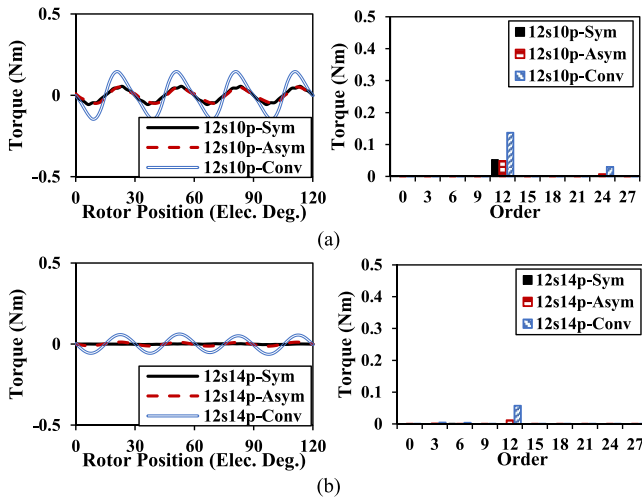 Torque (Nm)
0.5
0
-0.5
12s10p-Sym
12s10p-Asym
12s10p-Conv
0 30 60 90 120
Rotor Position (Elec. Deg.)
Torque (Nm)
0.5
0.4
0.3
0.2
0.1
0
12s10p-Sym
12s10p-Asym
12s10p-Conv
0 3 6 9 12 15 18 21 24 27
Order
(a)
Torque (Nm)
0.5
0
-0.5
12s14p-Sym
12s14p-Asym
12s14p-Conv
0 30 60 90 120
Rotor Position (Elec. Deg.)
Torque (Nm)
0.5
0.4
0.3
0.2
0.1
0
12s14p-Sym
12s14p-Asym
12s14p-Conv
0 3 6 9 12 15 18 21 24 27
Order
(b)